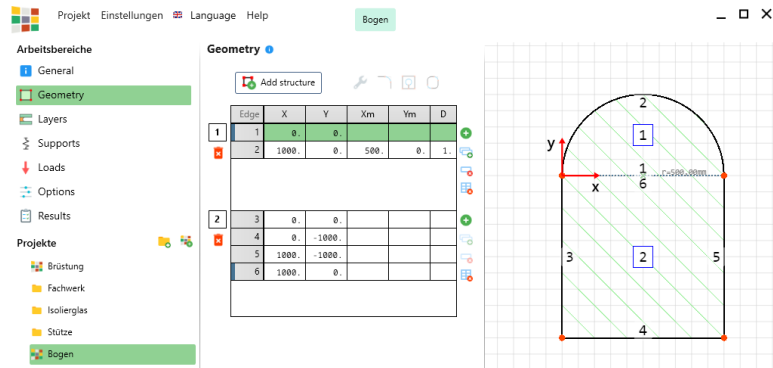 Projekt Einstellungen Language Help
Bogen
Arbeitsbereiche
General
Geometry
Layers
Supports
Loads
Options
Results
Projekte
Brüstung
Fachwerk
Isolierglas
Stütze
Bogen
Geometry
Add structure
Edge X Y Xm Ym D
1
1 0. 0.
2 1000. 0. 500. 0. 1.
2
3 0. 0.
4 0. -1000.
5 1000. -1000.
6 1000. 0.
2
1
y
1 r=500.00mm
x 6
3 2 5
4